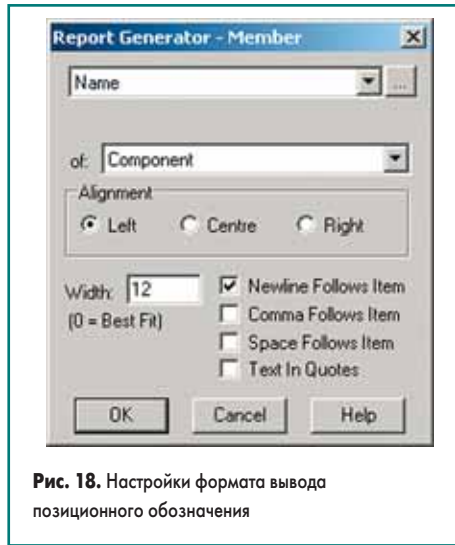 Report Generator - Member
Name
...
of: Component
Alignment
Left Centre Right
Width: 12
(0 = Best Fit)
Newline Follows Item
Comma Follows Item
Space Follows Item
Text In Quotes
OK Cancel Help
Рис. 18. Настройки формата вывода
позиционного обозначения